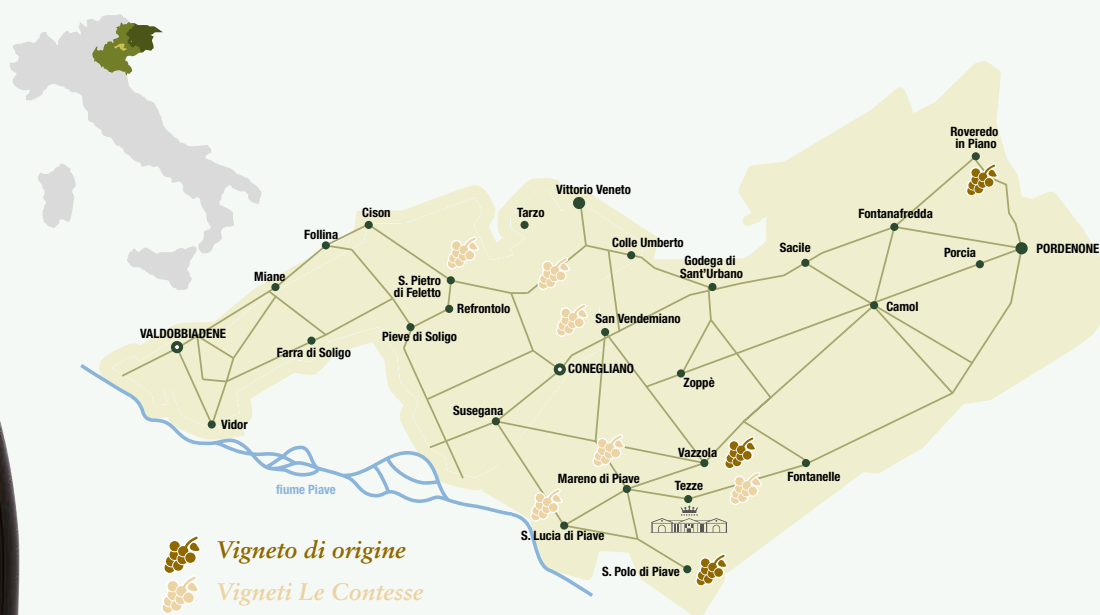 Roveredo
in Piano
Vittorio Veneto
Cison
Tarzo
Fontanafredda
Follina
Colle Umberto
Sacile
PORDENONE
Porcia
Godega di
Sant'Urbano
Miane
S. Pietro
di Feletto
Refrontolo
Camol
San Vendemiano
VALDOBBIADENE
Pieve di Soligo
Farra di Soligo
CONEGLIANO
Zoppè
Susegana
Vidor
Vazzola
Mareno di Piave
Tezze
Fontanelle
fiume Piave
S. Lucia di Piave
S. Polo di Piave
Vigneto di origine
Vigneti Le Contesse